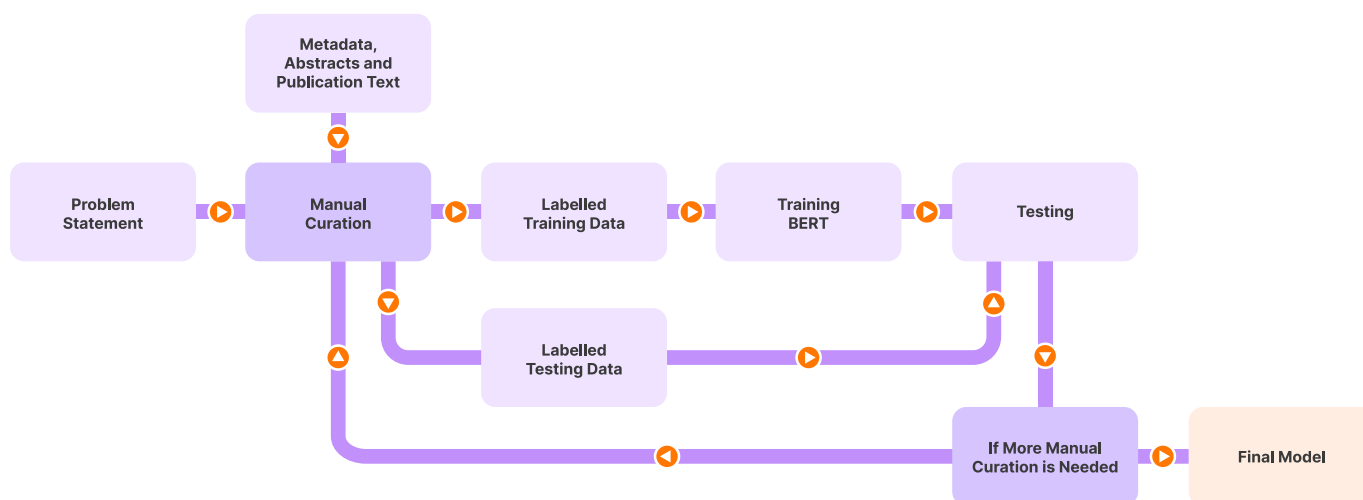 Metadata,
Abstracts and
Publication Text
Problem
Statement
Manual
Curation
Labelled
Training Data
Training
BERT
Testing
Labelled
Testing Data
If More Manual
Curation is Needed
Final Model